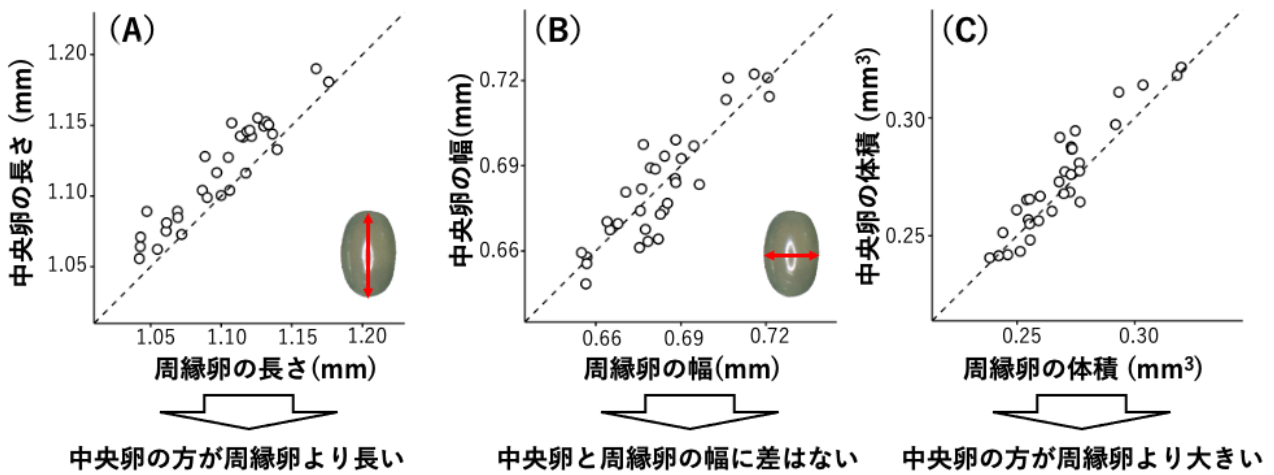 (A)
中央卵の長さ (mm)
1.20
1.15
1.10
1.05
1.05
1.10
1.15
1.20
周縁卵の長さ(mm)
中央卵の方が周縁卵より長い
(B)
中央卵の幅(mm)
0.72
0.69
0.66
0.66
0.69
0.72
周縁卵の幅(mm)
中央卵と周縁卵の幅に差はない
(C)
中央卵の体積 (mm³)
0.30
0.25
0.25
0.30
周縁卵の体積 (mm³)
中央卵の方が周縁卵より大きい